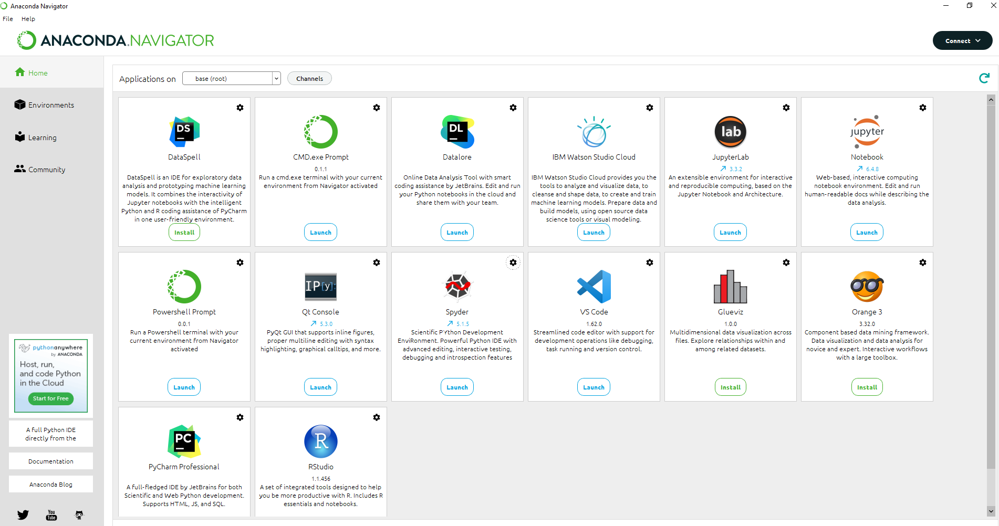 Anaconda Navigator
File Help
ANACONDA.NAVIGATOR
Connect
Home
Environments
Learning
Community
pythonanywhere
by ANACONDA
Host, run,
and code Python
in the Cloud
Start for Free
A full Python IDE
directly from the
Documentation
Anaconda Blog
You
Tube
Applications on base (root) Channels
DS
DataSpell
DataSpell is an IDE for exploratory data
analysis and prototyping machine learning
models. It combines the interactivity of
Jupyter notebooks with the intelligent
Python and R coding assistance of PyCharm
in one user-friendly environment.
Install
CMD.exe Prompt
0.1.1
Run a cmd.exe terminal with your current
environment from Navigator activated
Launch
DL
Datalore
Online Data Analysis Tool with smart
coding assistance by JetBrains. Edit and run
your Python notebooks in the cloud and
share them with your team.
Launch
IBM Watson Studio Cloud
IBM Watson Studio Cloud provides you the
tools to analyze and visualize data, to
cleanse and shape data, to create and train
machine learning models. Prepare data and
build models, using open source data
science tools or visual modeling.
Launch
lab
JupyterLab
3.3.2
An extensible environment for interactive
and reproducible computing, based on the
Jupyter Notebook and Architecture.
Launch
jupyter
Notebook
6.4.8
Web-based, interactive computing
notebook environment. Edit and run
human-readable docs while describing the
data analysis.
Launch
Powershell Prompt
0.0.1
Run a Powershell terminal with your
current environment from Navigator
activated
Launch
IP[y]:
Qt Console
5.3.0
PyQt GUI that supports inline figures,
proper multiline editing with syntax
highlighting, graphical calltips, and more.
Launch
Spyder
5.1.5
Scientific PYthon Development
EnviRonment. Powerful Python IDE with
advanced editing, interactive testing,
debugging and introspection features
Launch
VS Code
1.62.0
Streamlined code editor with support for
development operations like debugging,
task running and version control.
Launch
Glueviz
1.0.0
Multidimensional data visualization across
files. Explore relationships within and
among related datasets.
Install
Orange 3
3.32.0
Component based data mining framework.
Data visualization and data analysis for
novice and expert. Interactive workflows
with a large toolbox.
Install
PC
PyCharm Professional
A full-fledged IDE by JetBrains for both
Scientific and Web Python development.
Supports HTML, JS, and SQL.
R
RStudio
1.1.456
A set of integrated tools designed to help
you be more productive with R. Includes R
essentials and notebooks.